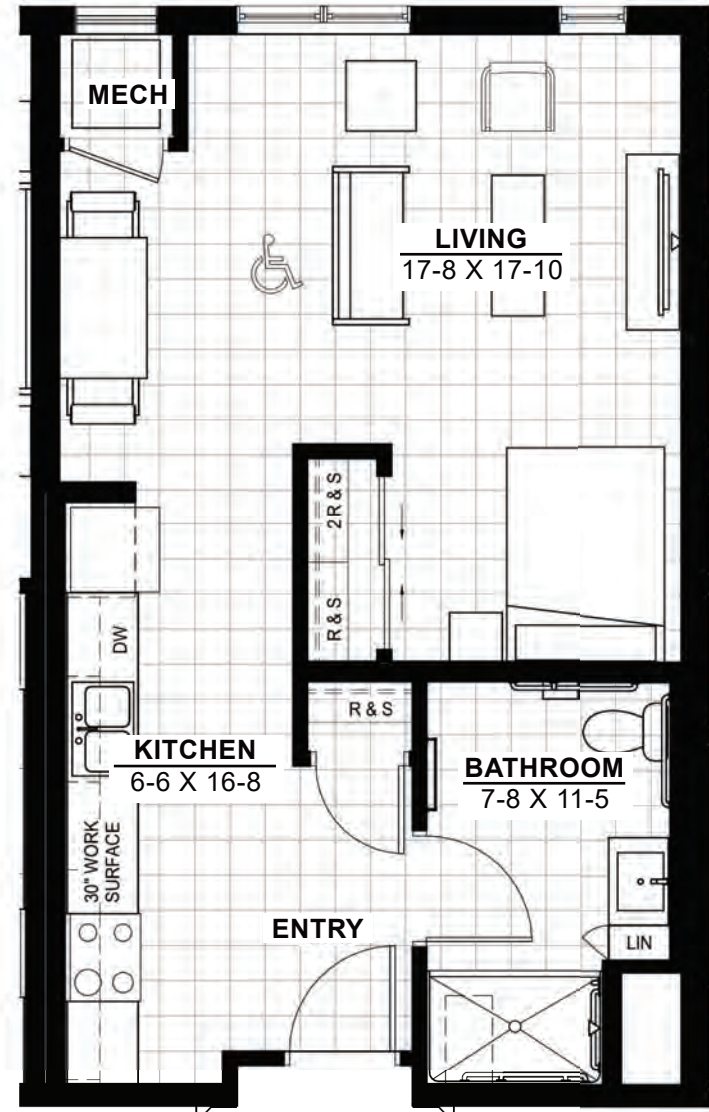 MECH
LIVING
17-8 X 17-10
2R & S
R & S
DW
R & S
KITCHEN
6-6 X 16-8
BATHROOM
7-8 X 11-5
30" WORK
SURFACE
ENTRY
LIN